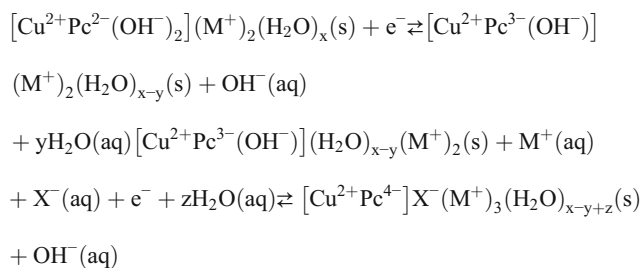 [Cu²⁺Pc²⁻(OH⁻)₂](M⁺)₂(H₂O)ₓ(s) + e⁻⇄[Cu²⁺Pc³⁻(OH⁻)]
(M⁺)₂(H₂O)ₓ₋y(s) + OH⁻(aq)
+ yH₂O(aq)[Cu²⁺Pc³⁻(OH⁻)](H₂O)ₓ₋y(M⁺)₂(s) + M⁺(aq)
+ X⁻(aq) + e⁻ + zH₂O(aq)⇄ [Cu²⁺Pc⁴⁻]X⁻(M⁺)₃(H₂O)ₓ₋y₊z(s)
+ OH⁻(aq)